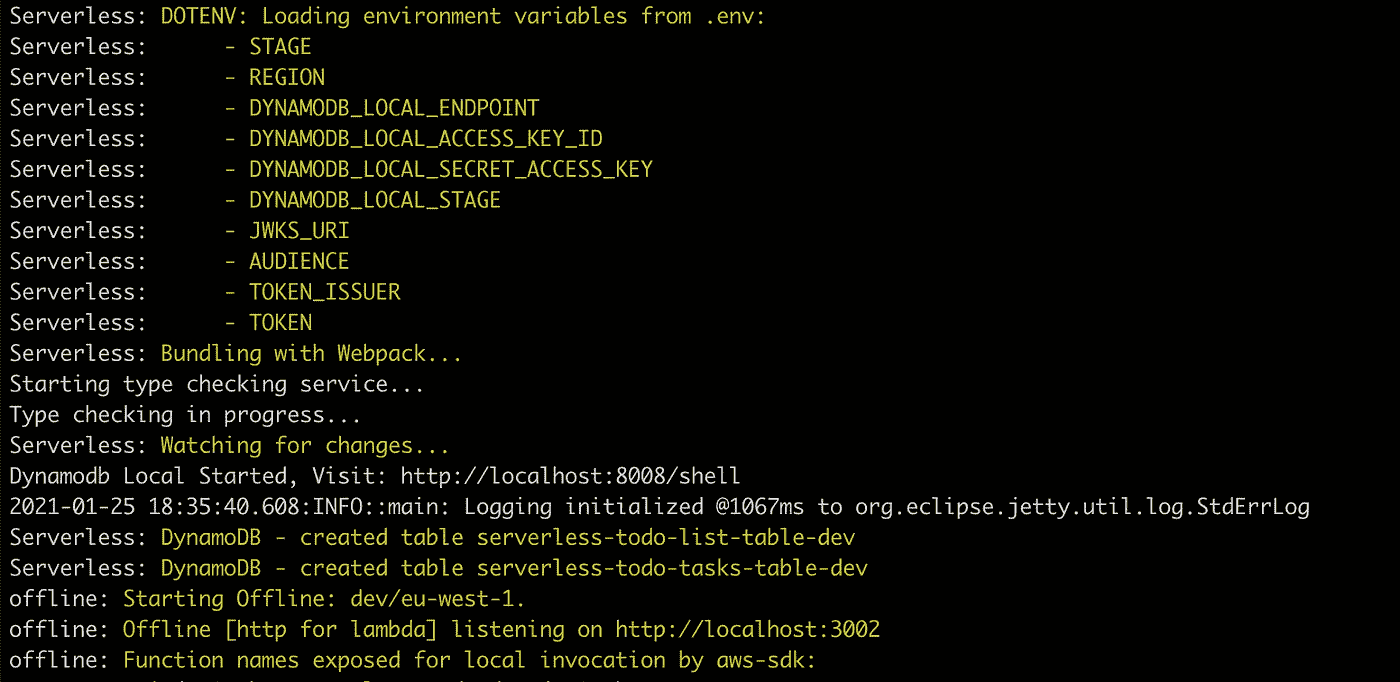 Serverless: DOTENV: Loading environment variables from .env:
Serverless:      - STAGE
Serverless:      - REGION
Serverless:      - DYNAMODB_LOCAL_ENDPOINT
Serverless:      - DYNAMODB_LOCAL_ACCESS_KEY_ID
Serverless:      - DYNAMODB_LOCAL_SECRET_ACCESS_KEY
Serverless:      - DYNAMODB_LOCAL_STAGE
Serverless:      - JWKS_URI
Serverless:      - AUDIENCE
Serverless:      - TOKEN_ISSUER
Serverless:      - TOKEN
Serverless: Bundling with Webpack...
Starting type checking service...
Type checking in progress...
Serverless: Watching for changes...
Dynamodb Local Started, Visit: http://localhost:8008/shell
2021-01-25 18:35:40.608:INFO::main: Logging initialized @1067ms to org.eclipse.jetty.util.log.StdErrLog
Serverless: DynamoDB - created table serverless-todo-list-table-dev
Serverless: DynamoDB - created table serverless-todo-tasks-table-dev
offline: Starting Offline: dev/eu-west-1.
offline: Offline [http for lambda] listening on http://localhost:3002
offline: Function names exposed for local invocation by aws-sdk: